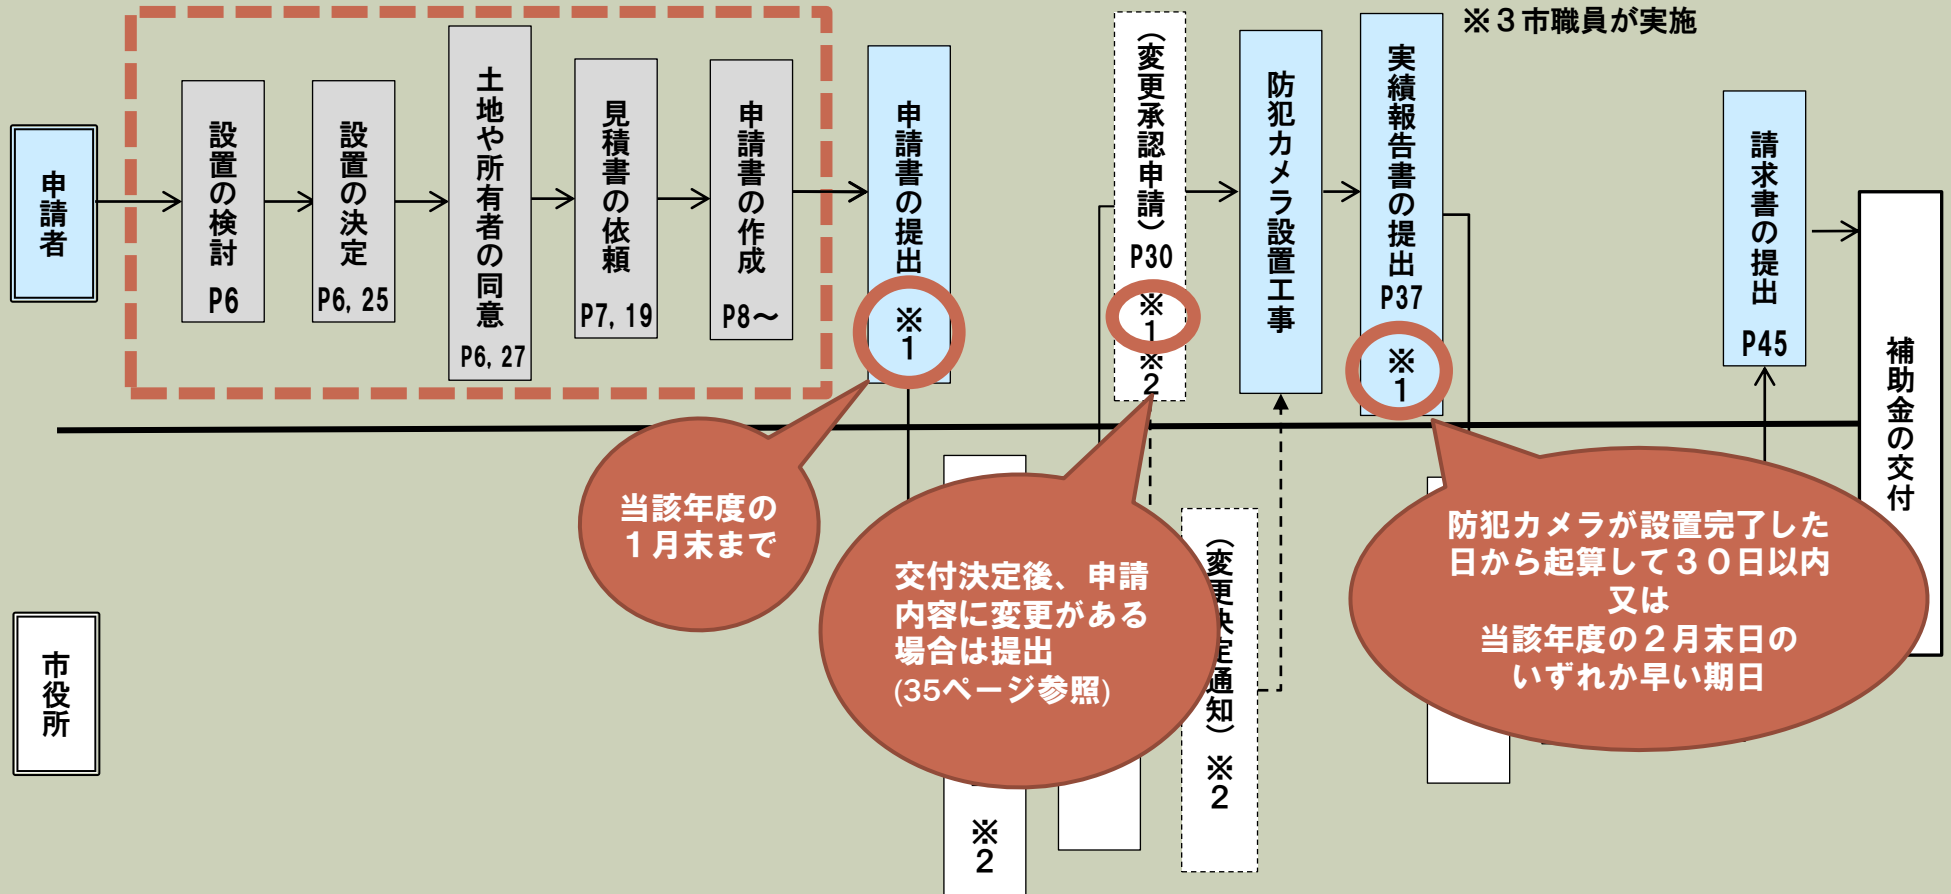 ※３市職員が実施
申請者
設置の検討
P6
設置の決定
P6, 25
土地や所有者の同意
P6, 27
見積書の依頼
P7, 19
申請書の作成
P8～
申請書の提出
※1
（変更承認申請）
P30
※1
※2
防犯カメラ設置工事
実績報告書の提出
P37
※1
請求書の提出
P45
補助金の交付
当該年度の
１月末まで
交付決定後、申請
内容に変更がある
場合は提出
(35ページ参照)
防犯カメラが設置完了した
日から起算して３０日以内
又は
当該年度の２月末日の
いずれか早い期日
市役所
※2
（変更決定通知）
※2